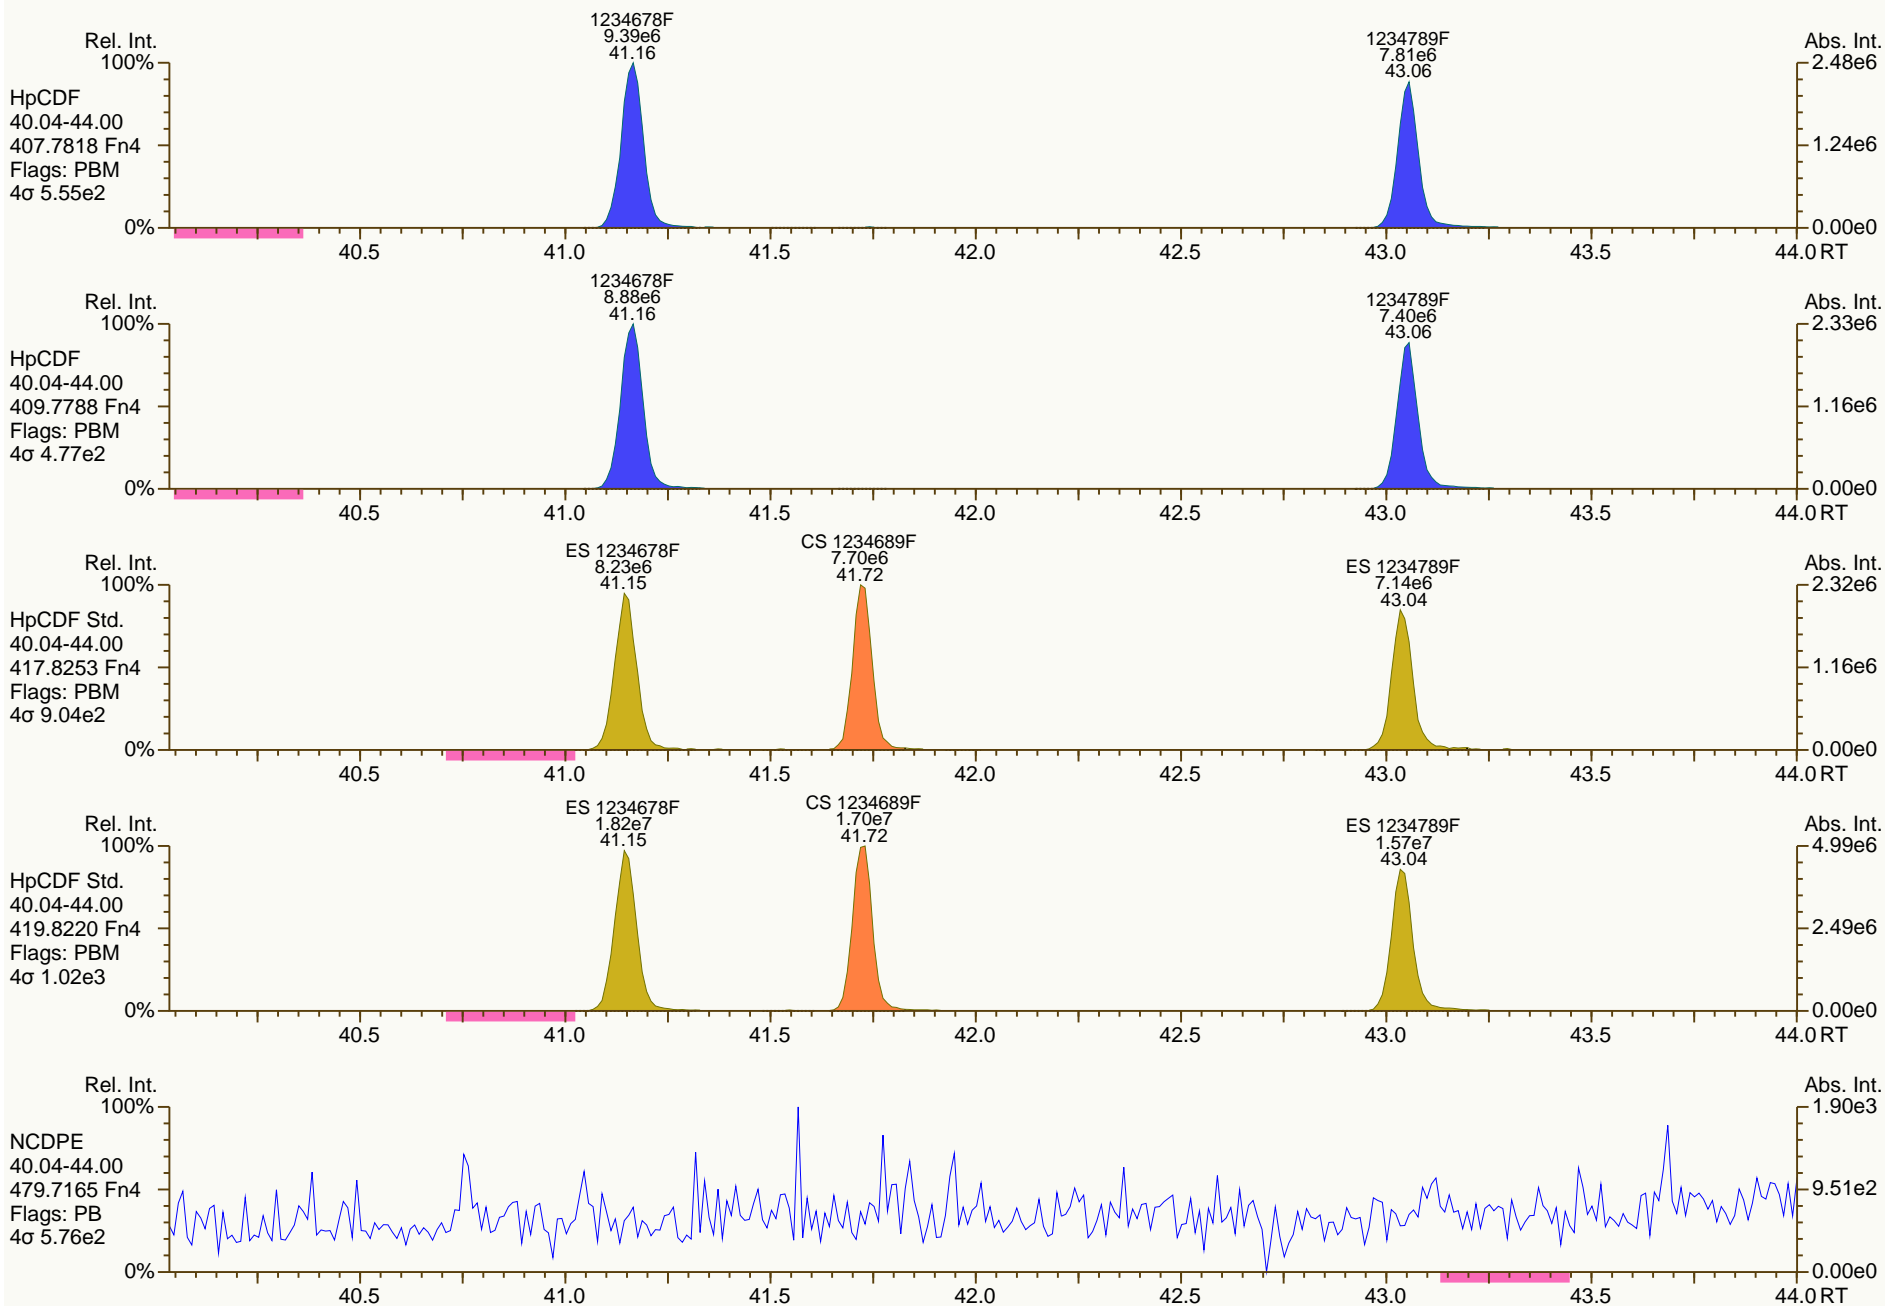 1234678F
9.39e6
41.16
1234789F
7.81e6
43.06
Rel. Int.
Abs. Int.
100%
2.48e6
HpCDF
40.04-44.00
407.7818 Fn4
Flags: PBM
4σ 5.55e2
1.24e6
0%
0.00e0
40.5 41.0 41.5 42.0 42.5 43.0 43.5 44.0 RT
1234678F
8.88e6
41.16
1234789F
7.40e6
43.06
Rel. Int.
Abs. Int.
100%
2.33e6
HpCDF
40.04-44.00
409.7788 Fn4
Flags: PBM
4σ 4.77e2
1.16e6
0%
0.00e0
40.5 41.0 41.5 42.0 42.5 43.0 43.5 44.0 RT
ES 1234678F
8.23e6
41.15
CS 1234689F
7.70e6
41.72
ES 1234789F
7.14e6
43.04
Rel. Int.
Abs. Int.
100%
2.32e6
HpCDF Std.
40.04-44.00
417.8253 Fn4
Flags: PBM
4σ 9.04e2
1.16e6
0%
0.00e0
40.5 41.0 41.5 42.0 42.5 43.0 43.5 44.0 RT
ES 1234678F
1.82e7
41.15
CS 1234689F
1.70e7
41.72
ES 1234789F
1.57e7
43.04
Rel. Int.
Abs. Int.
100%
4.99e6
HpCDF Std.
40.04-44.00
419.8220 Fn4
Flags: PBM
4σ 1.02e3
2.49e6
0%
0.00e0
40.5 41.0 41.5 42.0 42.5 43.0 43.5 44.0 RT
Rel. Int.
Abs. Int.
100%
1.90e3
NCDPE
40.04-44.00
479.7165 Fn4
Flags: PB
4σ 5.76e2
9.51e2
0%
0.00e0
40.5 41.0 41.5 42.0 42.5 43.0 43.5 44.0 RT